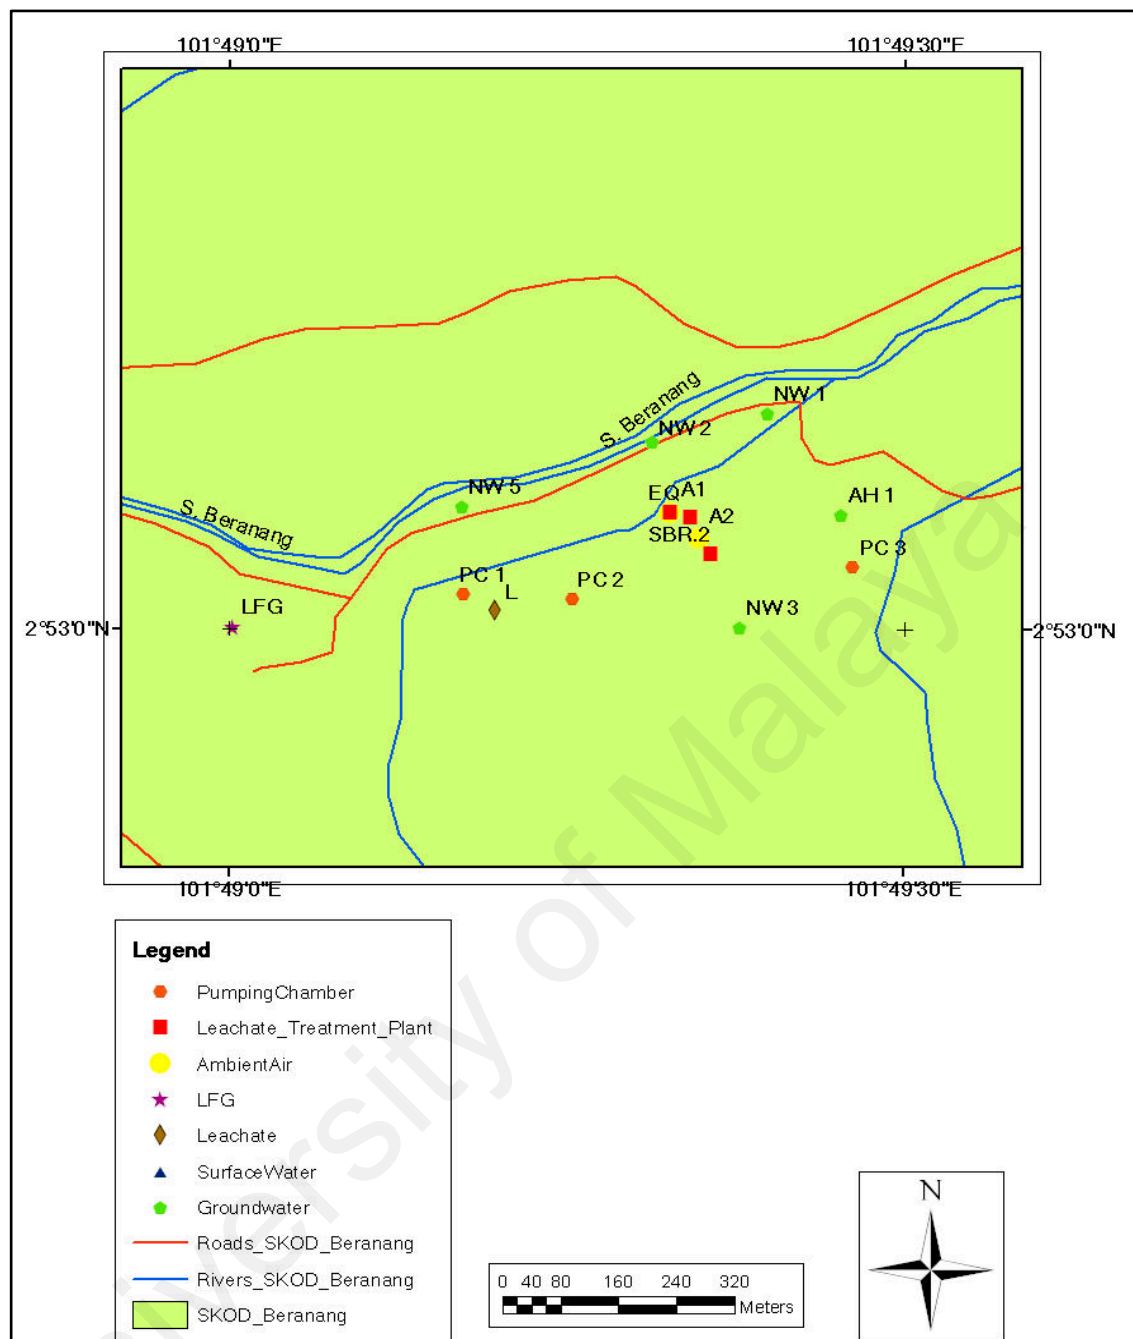 101°49'0"E 101°49'30"E
S. Beranang
NW 1
NW 2
NW 5
S. Beranang
EQ A1
A2
AH 1
SBR.2
PC 3
PC 1
L
PC 2
LFG
NW 3
2°53'0"N 2°53'0"N
101°49'0"E 101°49'30"E
Legend
PumpingChamber
Leachate_Treatment_Plant
AmbientAir
LFG
Leachate
SurfaceWater
Groundwater
Roads_SKOD_Beranang
Rivers_SKOD_Beranang
SKOD_Beranang
0 40 80 160 240 320
Meters
N
versity of Malaya